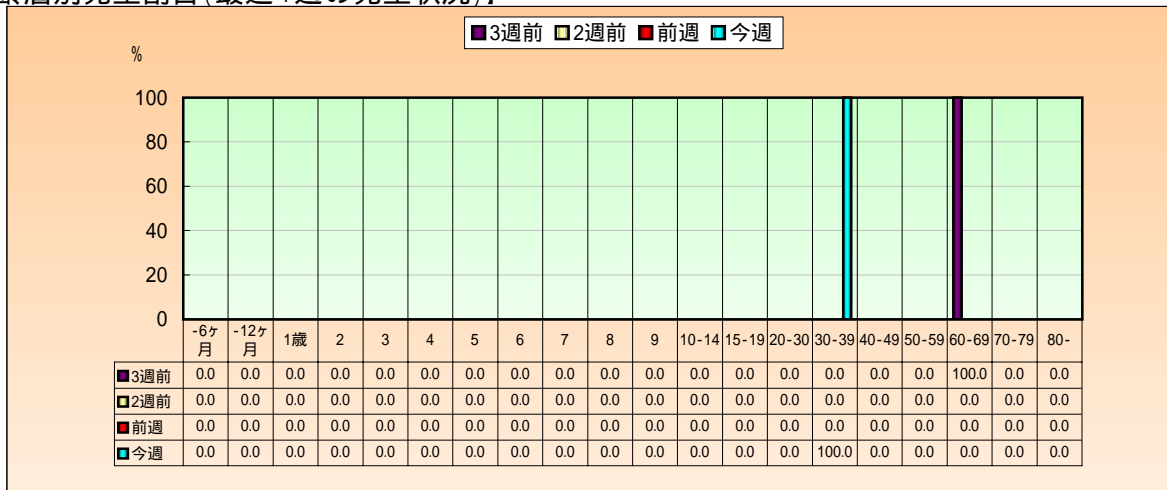 層別発生割合(最近4週の発生状況)】
■3週前 □2週前 ■前週 ■今週
%
100
80
60
40
20
0
-6ヶ月 -12ヶ月 1歳 2 3 4 5 6 7 8 9 10-14 15-19 20-30 30-39 40-49 50-59 60-69 70-79 80-
■3週前 0.0 0.0 0.0 0.0 0.0 0.0 0.0 0.0 0.0 0.0 0.0 0.0 0.0 0.0 0.0 0.0 0.0 100.0 0.0 0.0
□2週前 0.0 0.0 0.0 0.0 0.0 0.0 0.0 0.0 0.0 0.0 0.0 0.0 0.0 0.0 0.0 0.0 0.0 0.0 0.0 0.0
■前週 0.0 0.0 0.0 0.0 0.0 0.0 0.0 0.0 0.0 0.0 0.0 0.0 0.0 0.0 0.0 0.0 0.0 0.0 0.0 0.0
■今週 0.0 0.0 0.0 0.0 0.0 0.0 0.0 0.0 0.0 0.0 0.0 0.0 0.0 0.0 100.0 0.0 0.0 0.0 0.0 0.0